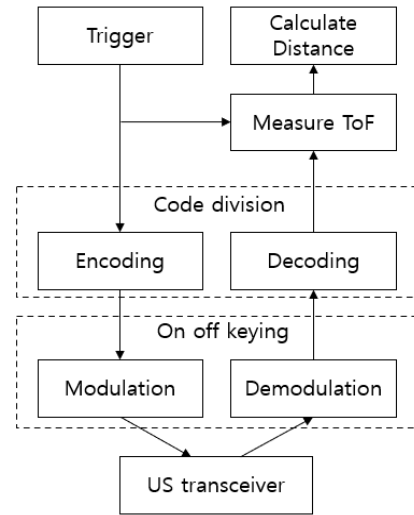 Trigger
Calculate
Distance
Measure ToF
Code division
Encoding
Decoding
On off keying
Modulation
Demodulation
US transceiver